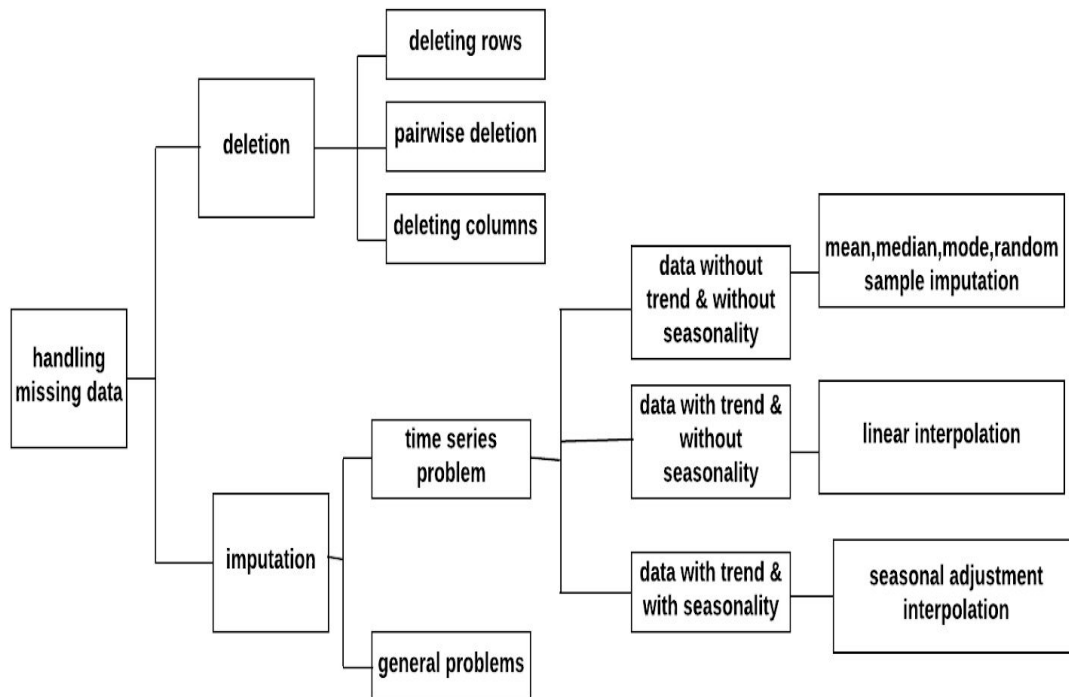 deleting rows
deletion
pairwise deletion
deleting columns
handling
missing data
data without
trend & without
seasonality
mean,median,mode,random
sample imputation
time series
problem
data with trend &
without
seasonality
linear interpolation
imputation
data with trend &
with seasonality
seasonal adjustment
interpolation
general problems